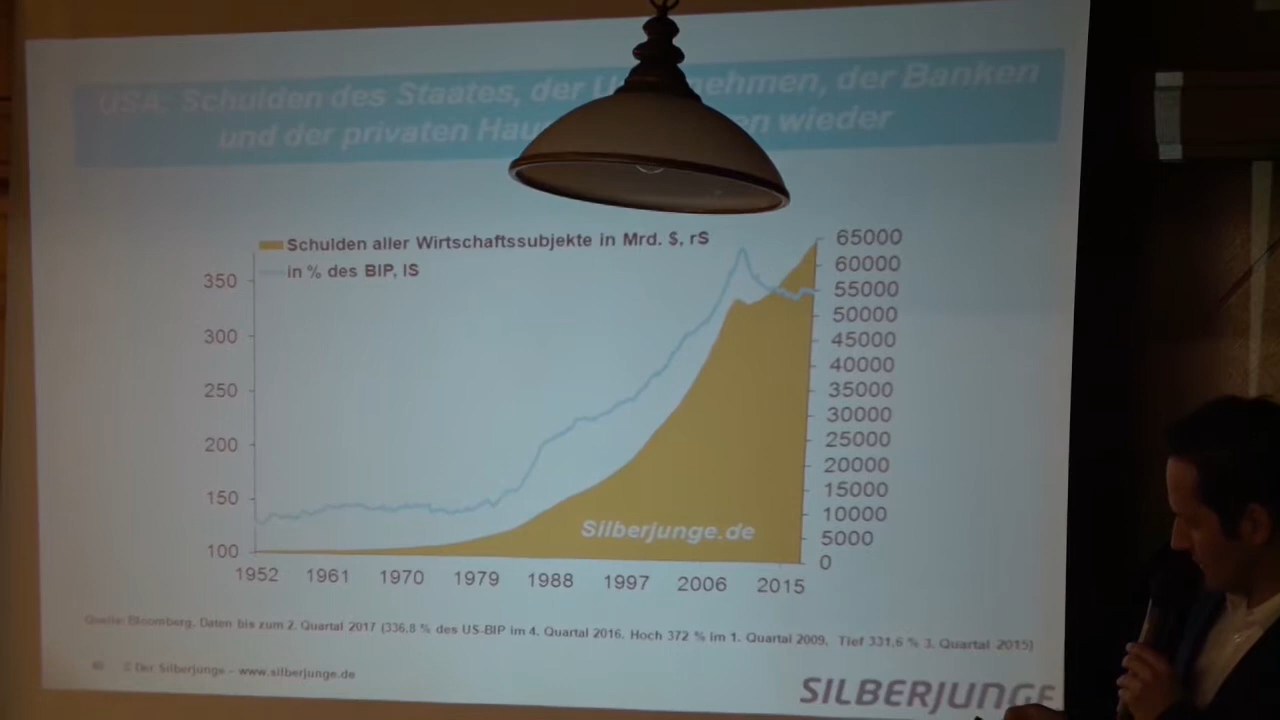 USA: Schulden des Staates, der nehmen, der Banken
und der privaten en wieder
Schulden aller Wirtschaftssubjekte in Mrd. $, rS
in % des BIP, lS
350
300
250
200
150
100
65000
60000
55000
50000
45000
40000
35000
30000
25000
20000
15000
10000
5000
0
1952 1961 1970 1979 1988 1997 2006 2015
Silberjunge.de
Quelle: Bloomberg, Daten bis zum 2. Quartal 2017 (336,8 % des US-BIP im 4. Quartal 2016. Hoch 372 % im 1. Quartal 2009, Tief 331,6 % 3. Quartal 2015)
© Der Silberjunge – www.silberjunge.de
SILBERJUNGE